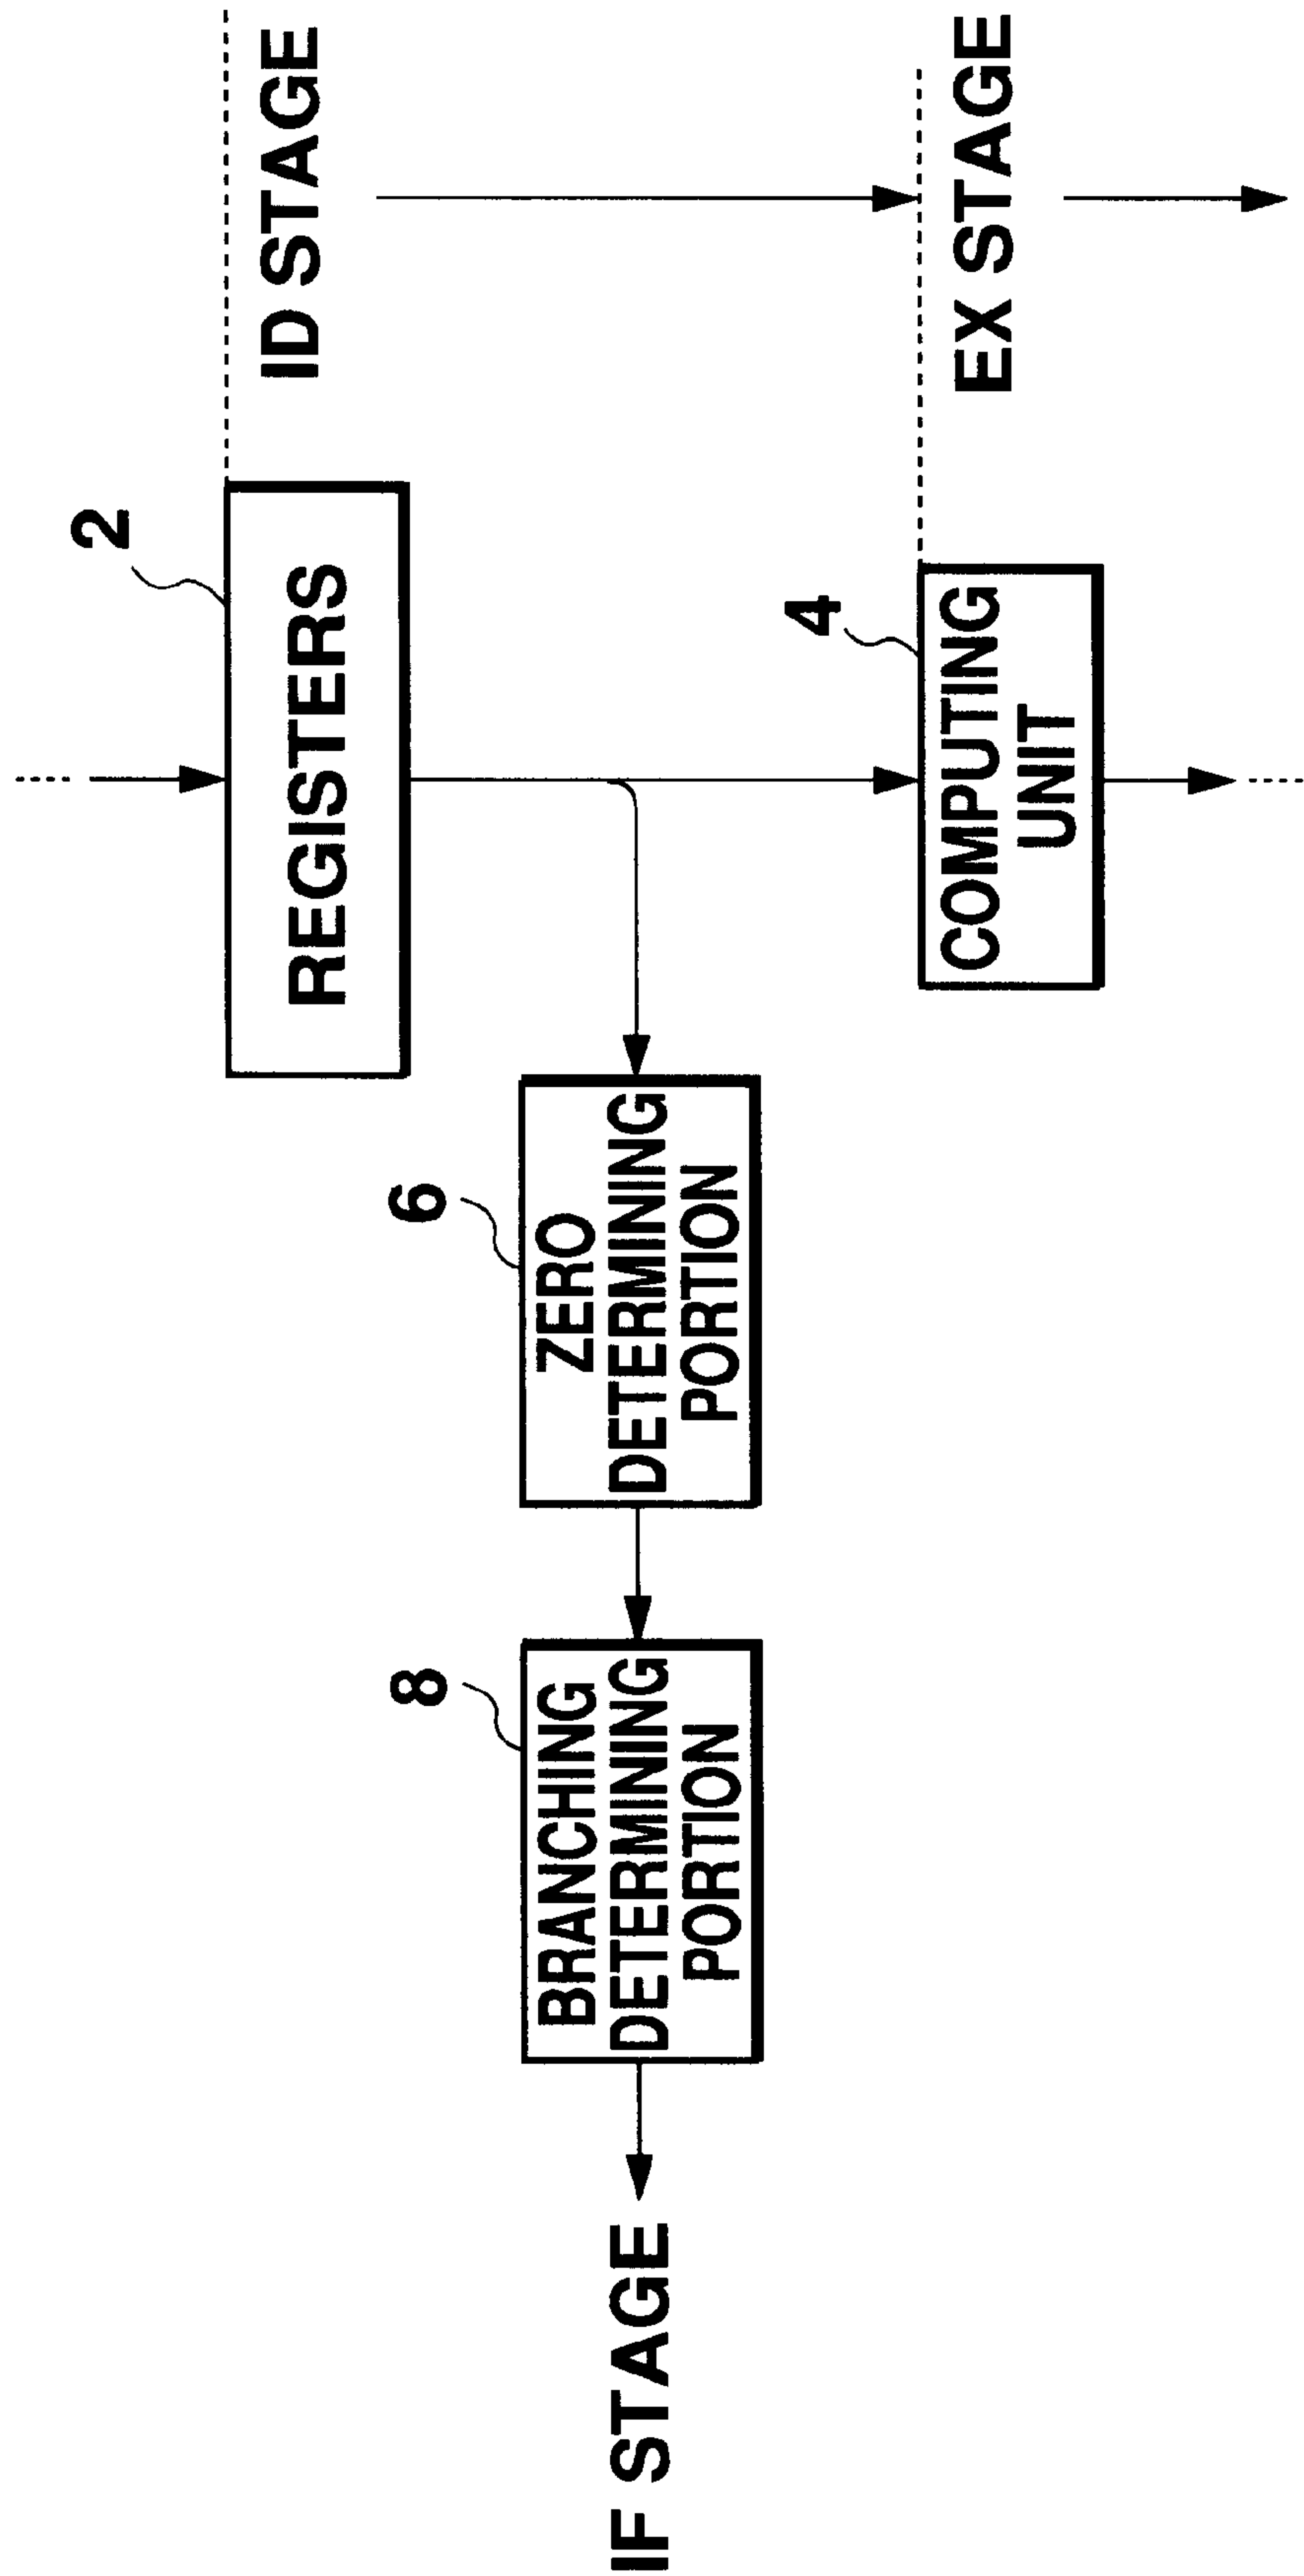 2
REGISTERS
ID STAGE
IF STAGE
8
BRANCHING
DETERMINING
PORTION
6
ZERO
DETERMINING
PORTION
4
COMPUTING
UNIT
EX STAGE